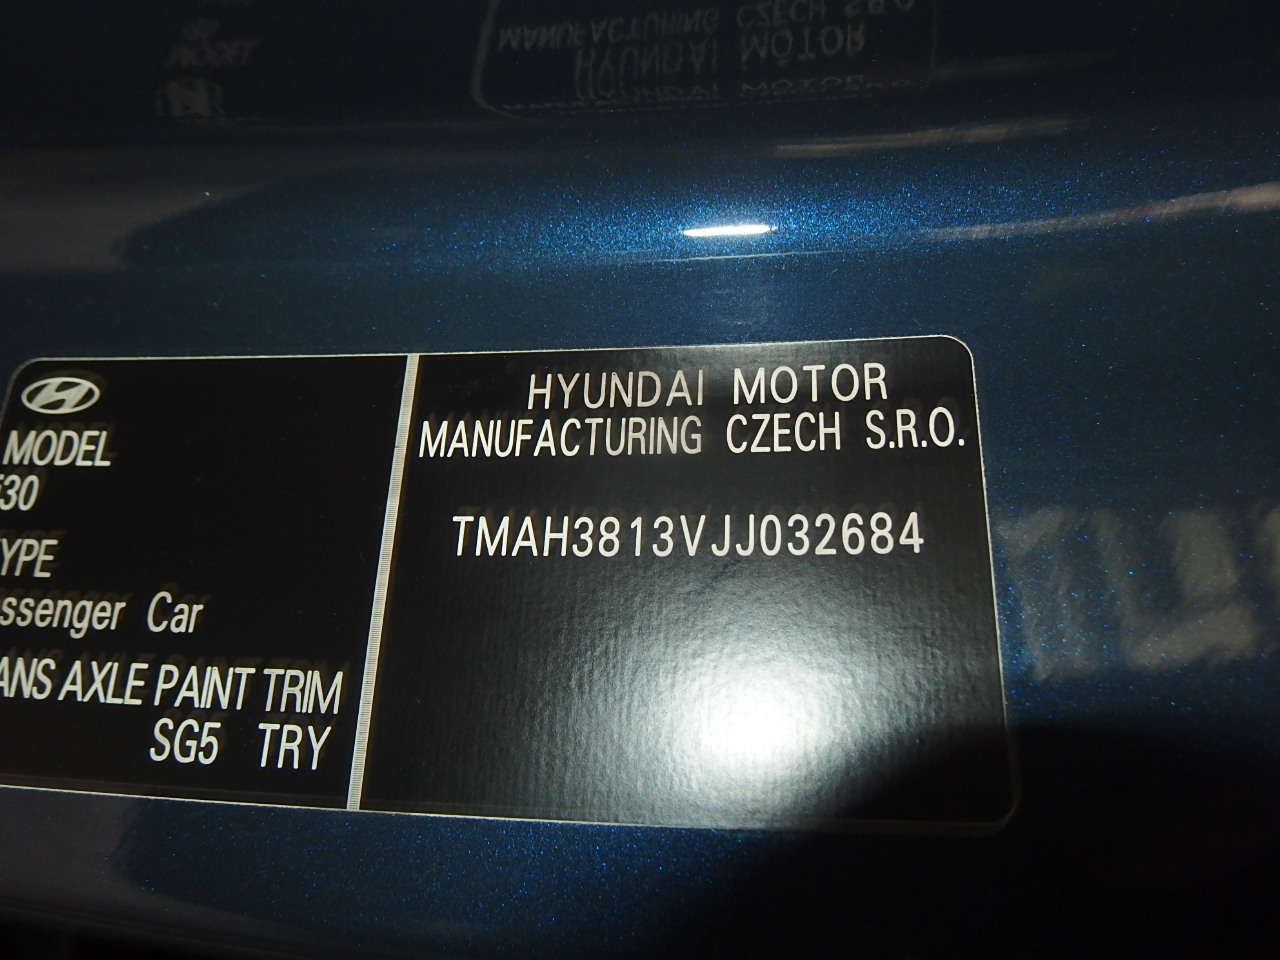 MODEL
30
YPE
ssenger Car
ANS AXLE PAINT TRIM
SG5 TRY
HYUNDAI MOTOR
MANUFACTURING CZECH S.R.O.
TMAH3813VJJ032684